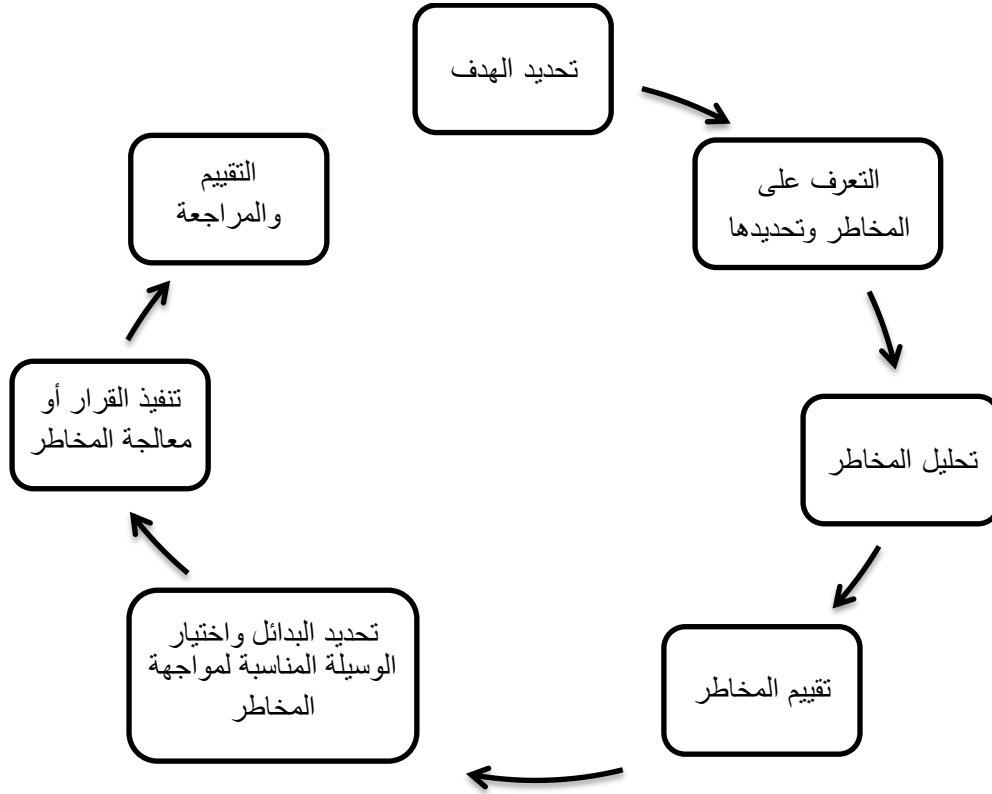 تحديد الهدف
التعرف على
المخاطر وتحديدها
تحليل المخاطر
تقييم المخاطر
تحديد البدائل واختيار
الوسيلة المناسبة لمواجهة
المخاطر
تنفيذ القرار أو
معالجة المخاطر
التقييم
والمراجعة